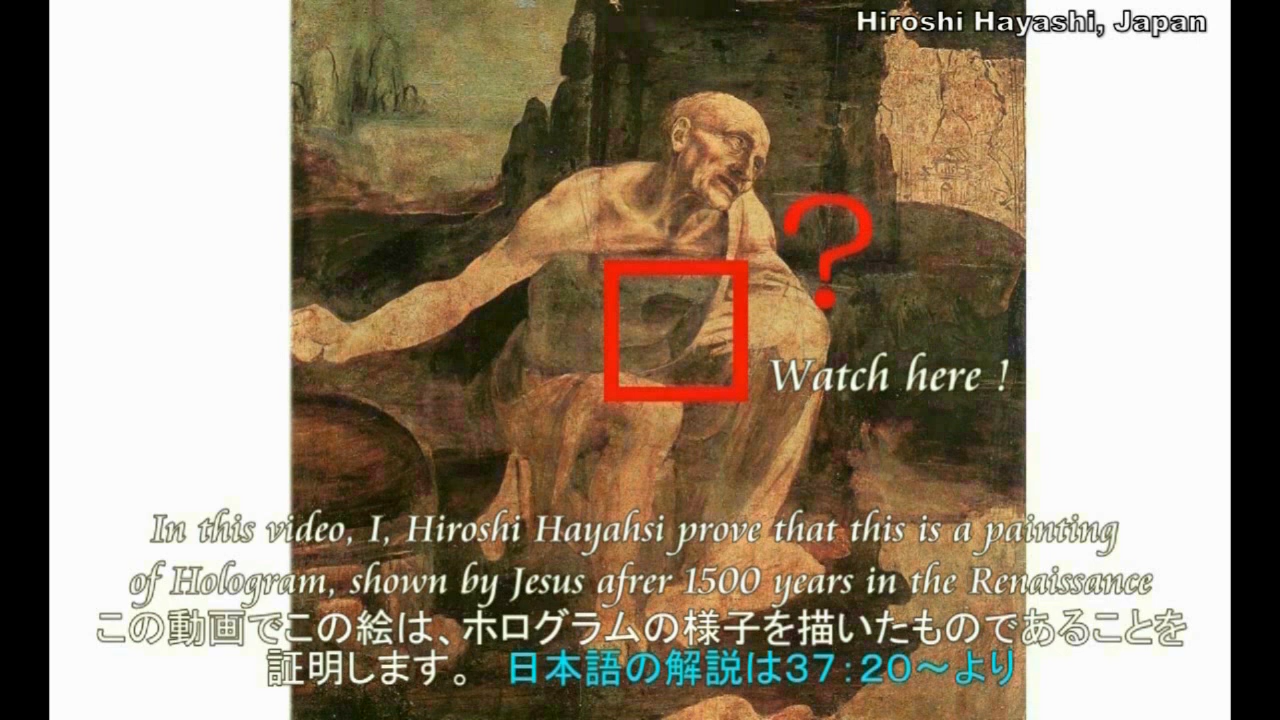 Hiroshi Hayashi, Japan
?
Watch here !
In this video, I, Hiroshi Hayahsi prove that this is a painting
of Hologram, shown by Jesus afrer 1500 years in the Renaissance
この動画でこの絵は、ホログラムの様子を描いたものであることを
証明します。 日本語の解説は37:20～より